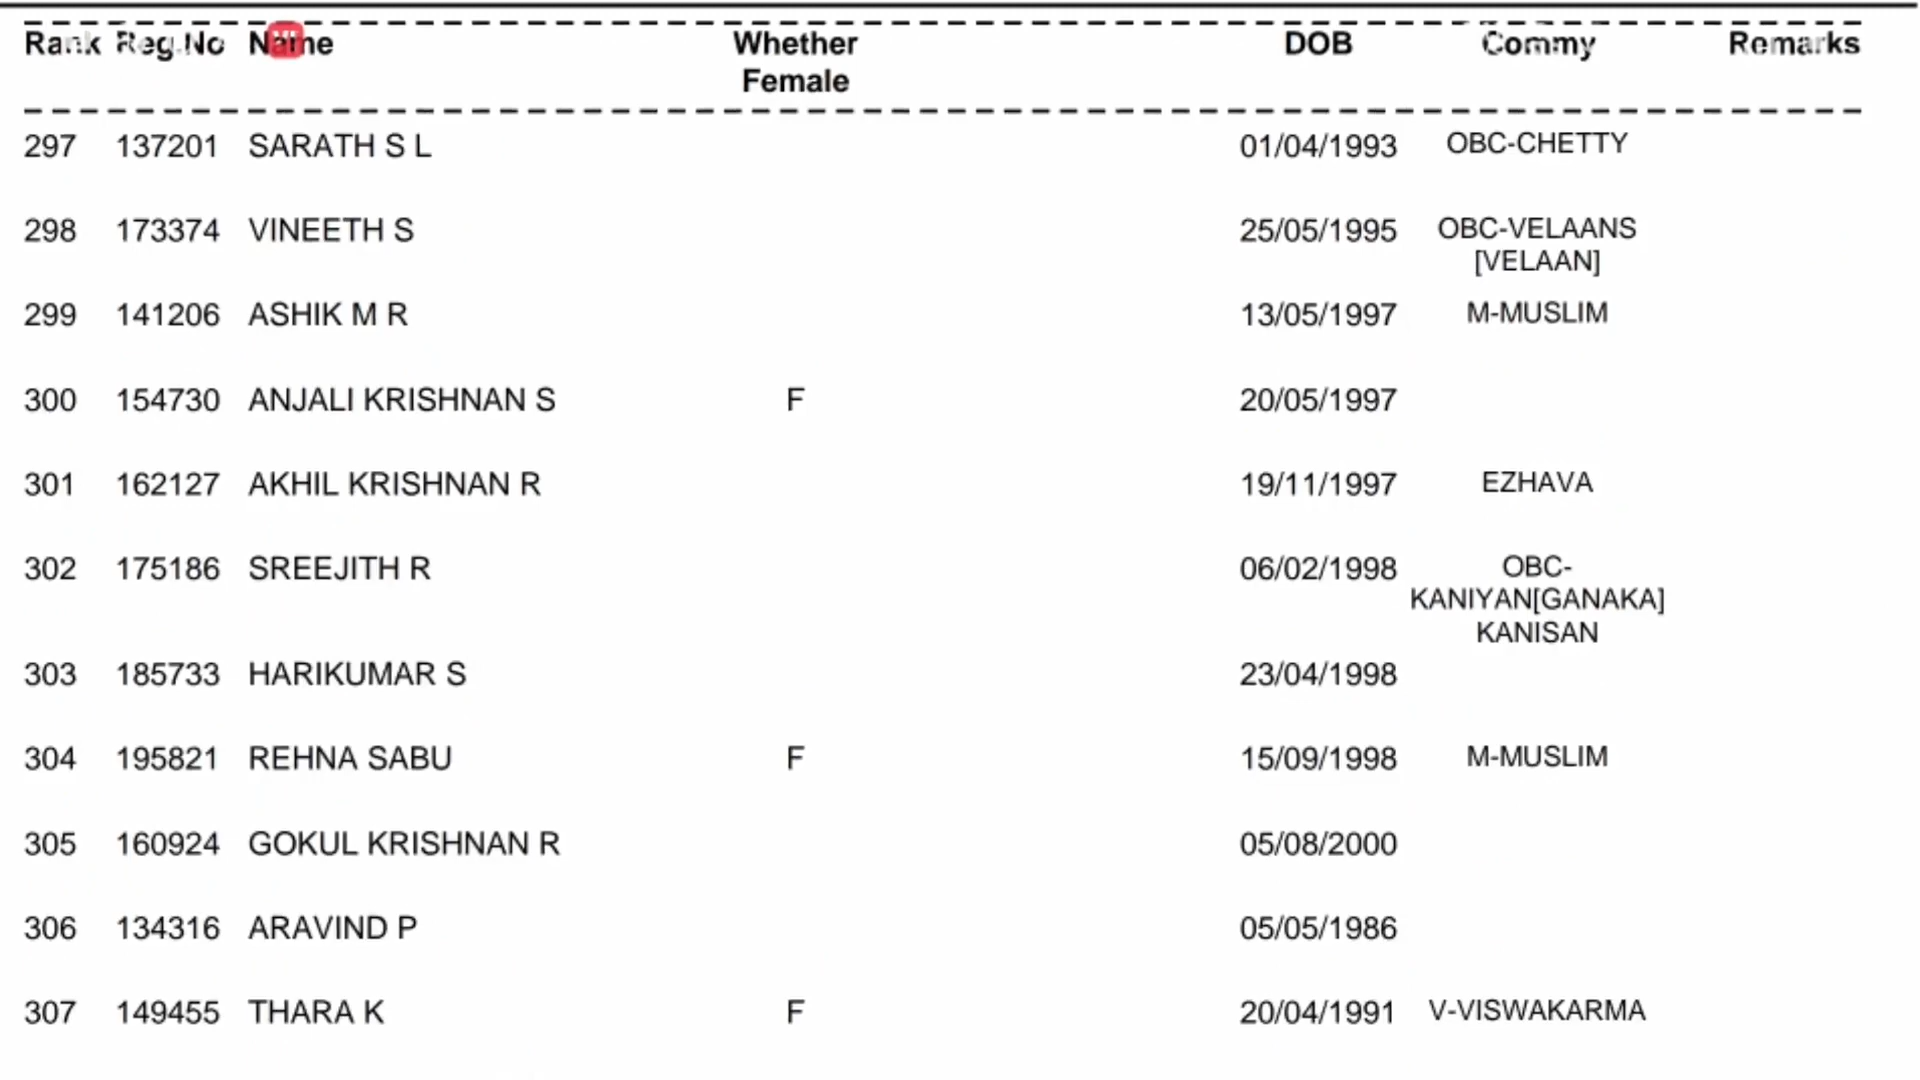 Rank Reg.No Name Whether Female DOB Commy Remarks
297 137201 SARATH S L 01/04/1993 OBC-CHETTY
298 173374 VINEETH S 25/05/1995 OBC-VELAANS
[VELAAN]
299 141206 ASHIK M R 13/05/1997 M-MUSLIM
300 154730 ANJALI KRISHNAN S F 20/05/1997
301 162127 AKHIL KRISHNAN R 19/11/1997 EZHAVA
302 175186 SREEJITH R 06/02/1998 OBC-
KANIYAN[GANAKA]
KANISAN
303 185733 HARIKUMAR S 23/04/1998
304 195821 REHNA SABU F 15/09/1998 M-MUSLIM
305 160924 GOKUL KRISHNAN R 05/08/2000
306 134316 ARAVIND P 05/05/1986
307 149455 THARA K F 20/04/1991 V-VISWAKARMA